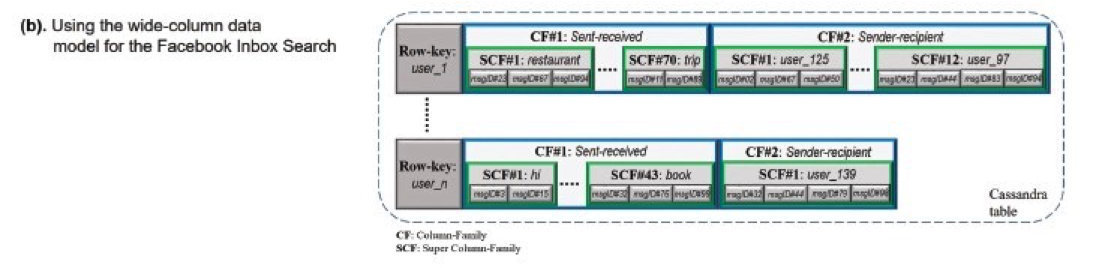 (b). Using the wide-column data
model for the Facebook Inbox Search
CF#1: Sent-received
CF#2: Sender-recipient
Row-key:
user_1
SCF#1: restaurant
....
SCF#70: trip
SCF#1: user_125
....
SCF#12: user_97
msgID#23 msgID#67 msgID#94
msgID#11 msgID#89
msgID#02 msgID#67 msgID#50
msgID#23 msgID#44 msgID#83 msgID#94
CF#1: Sent-received
CF#2: Sender-recipient
Row-key:
user_n
SCF#1: hi
....
SCF#43: book
SCF#1: user_139
msgID#3 msgID#15
msgID#32 msgID#75 msgID#55
msgID#32 msgID#44 msgID#79 msgID#98
Cassandra
table
CF: Column-Family
SCF: Super Column-Family